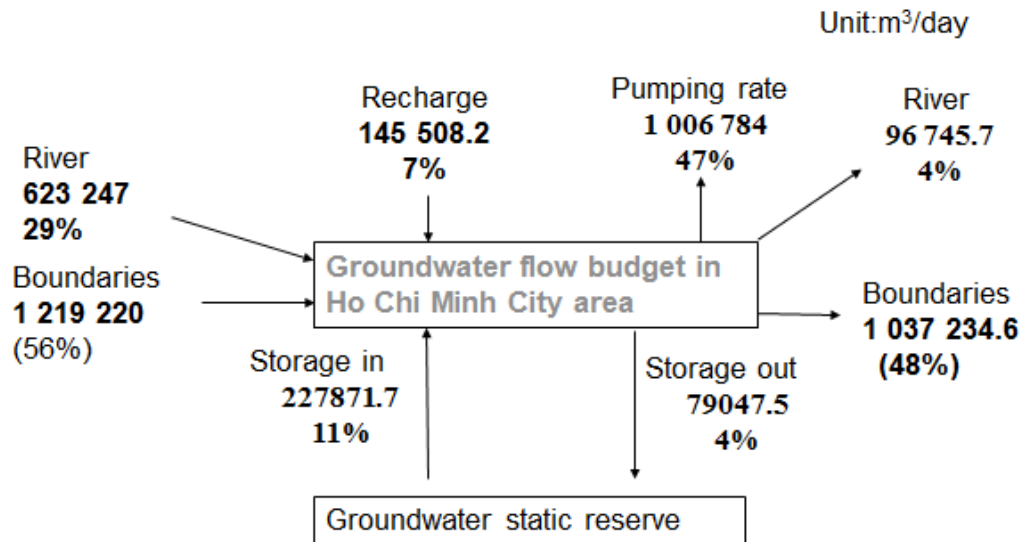 Unit:m³/day
Recharge
145 508.2
7%
Pumping rate
1 006 784
47%
River
96 745.7
4%
River
623 247
29%
Boundaries
1 219 220
(56%)
Groundwater flow budget in
Ho Chi Minh City area
Boundaries
1 037 234.6
(48%)
Storage in
227871.7
11%
Storage out
79047.5
4%
Groundwater static reserve